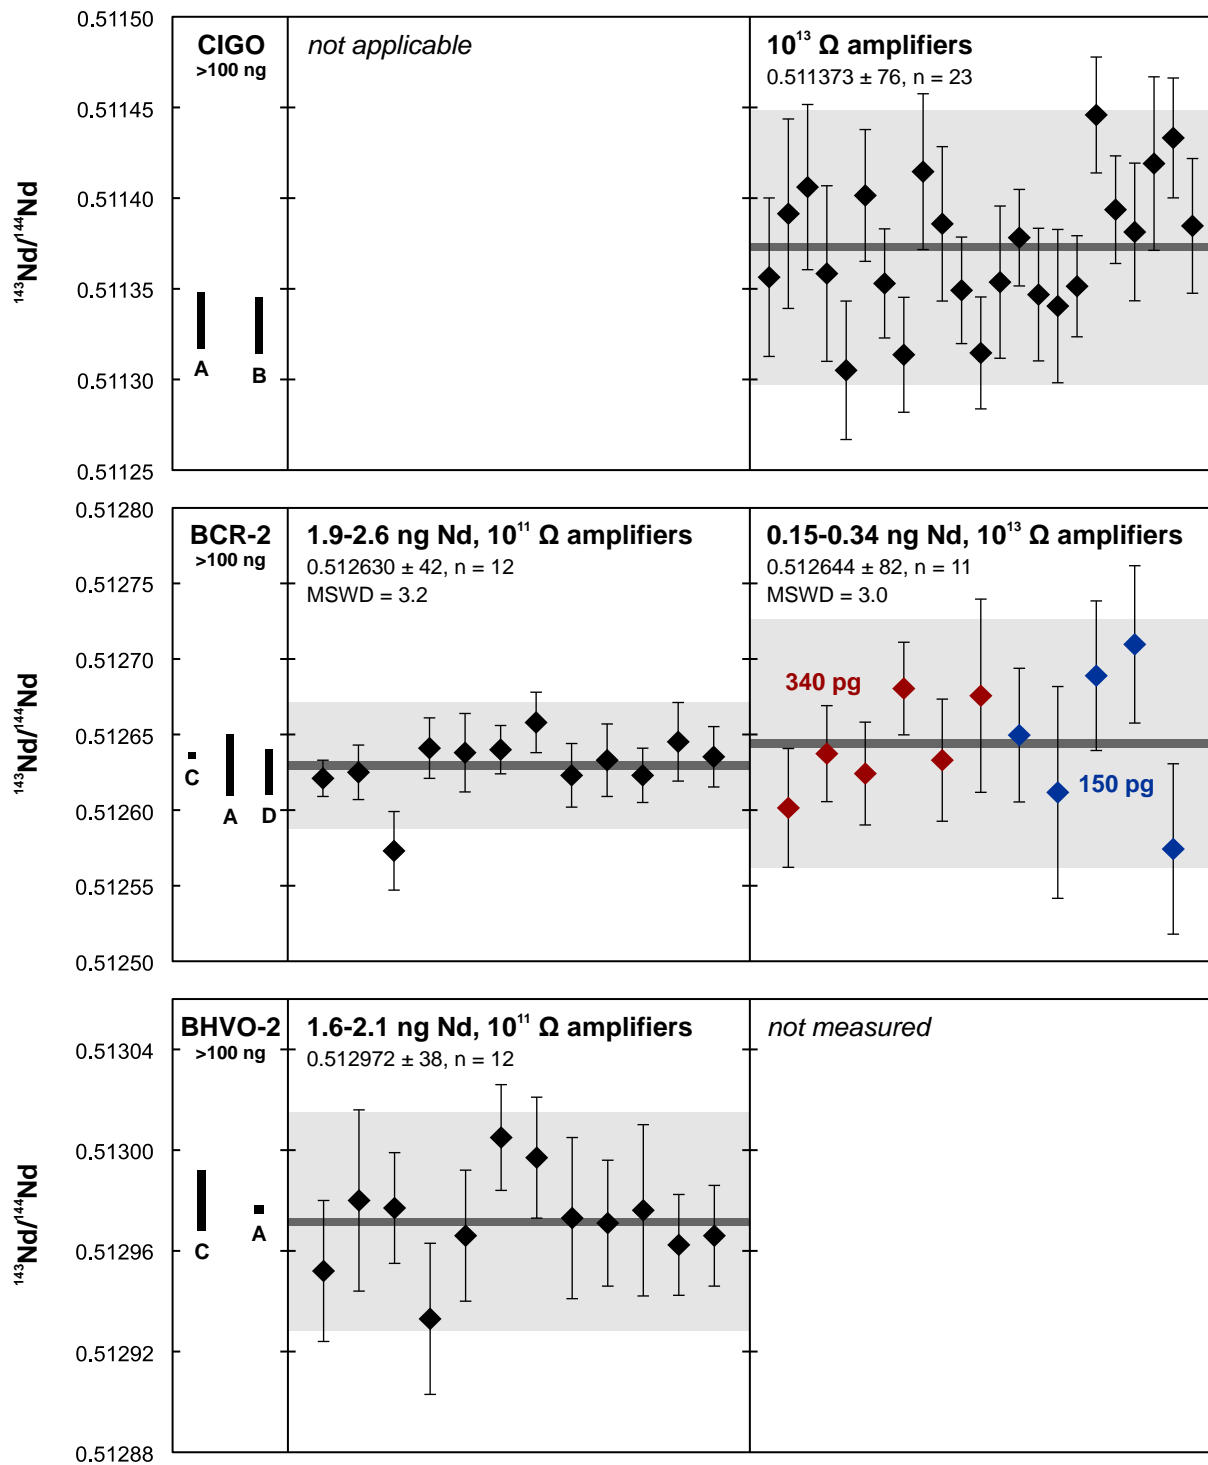 0.51150
0.51145
0.51140
0.51135
0.51130
0.51125
¹⁴³Nd/¹⁴⁴Nd
CIGO
>100 ng
A
B
not applicable
10¹³ Ω amplifiers
0.511373 ± 76, n = 23
0.51280
0.51275
0.51270
0.51265
0.51260
0.51255
0.51250
¹⁴³Nd/¹⁴⁴Nd
BCR-2
>100 ng
C
A
D
1.9-2.6 ng Nd, 10¹¹ Ω amplifiers
0.512630 ± 42, n = 12
MSWD = 3.2
0.15-0.34 ng Nd, 10¹³ Ω amplifiers
0.512644 ± 82, n = 11
MSWD = 3.0
340 pg
150 pg
0.51304
0.51300
0.51296
0.51292
0.51288
¹⁴³Nd/¹⁴⁴Nd
BHVO-2
>100 ng
C
A
1.6-2.1 ng Nd, 10¹¹ Ω amplifiers
0.512972 ± 38, n = 12
not measured